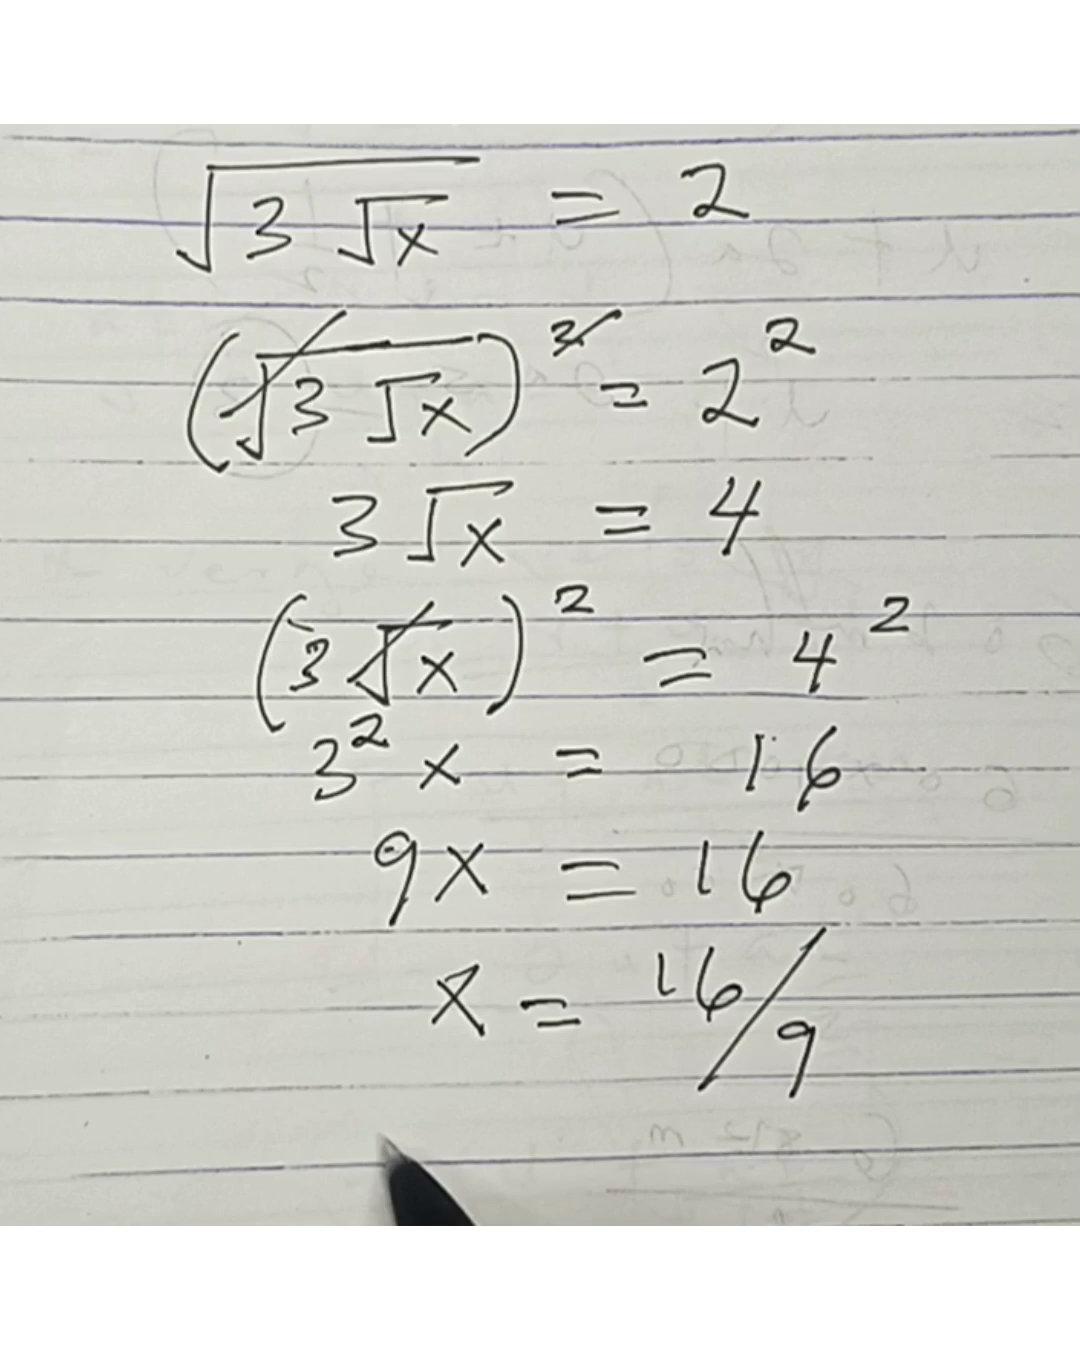 √(3√x) = 2
(√(3√x))² = 2²
3√x = 4
(3√x)² = 4²
3²x = 16
9x = 16
x = 16/9